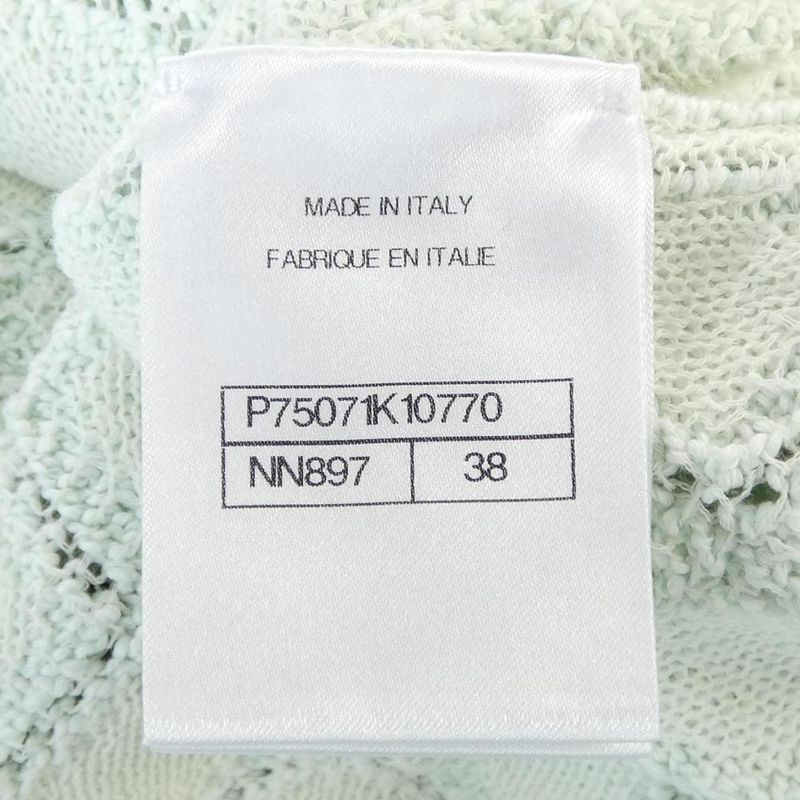 MADE IN ITALY
FABRIQUE EN ITALIE
P75071K10770
NN897 38